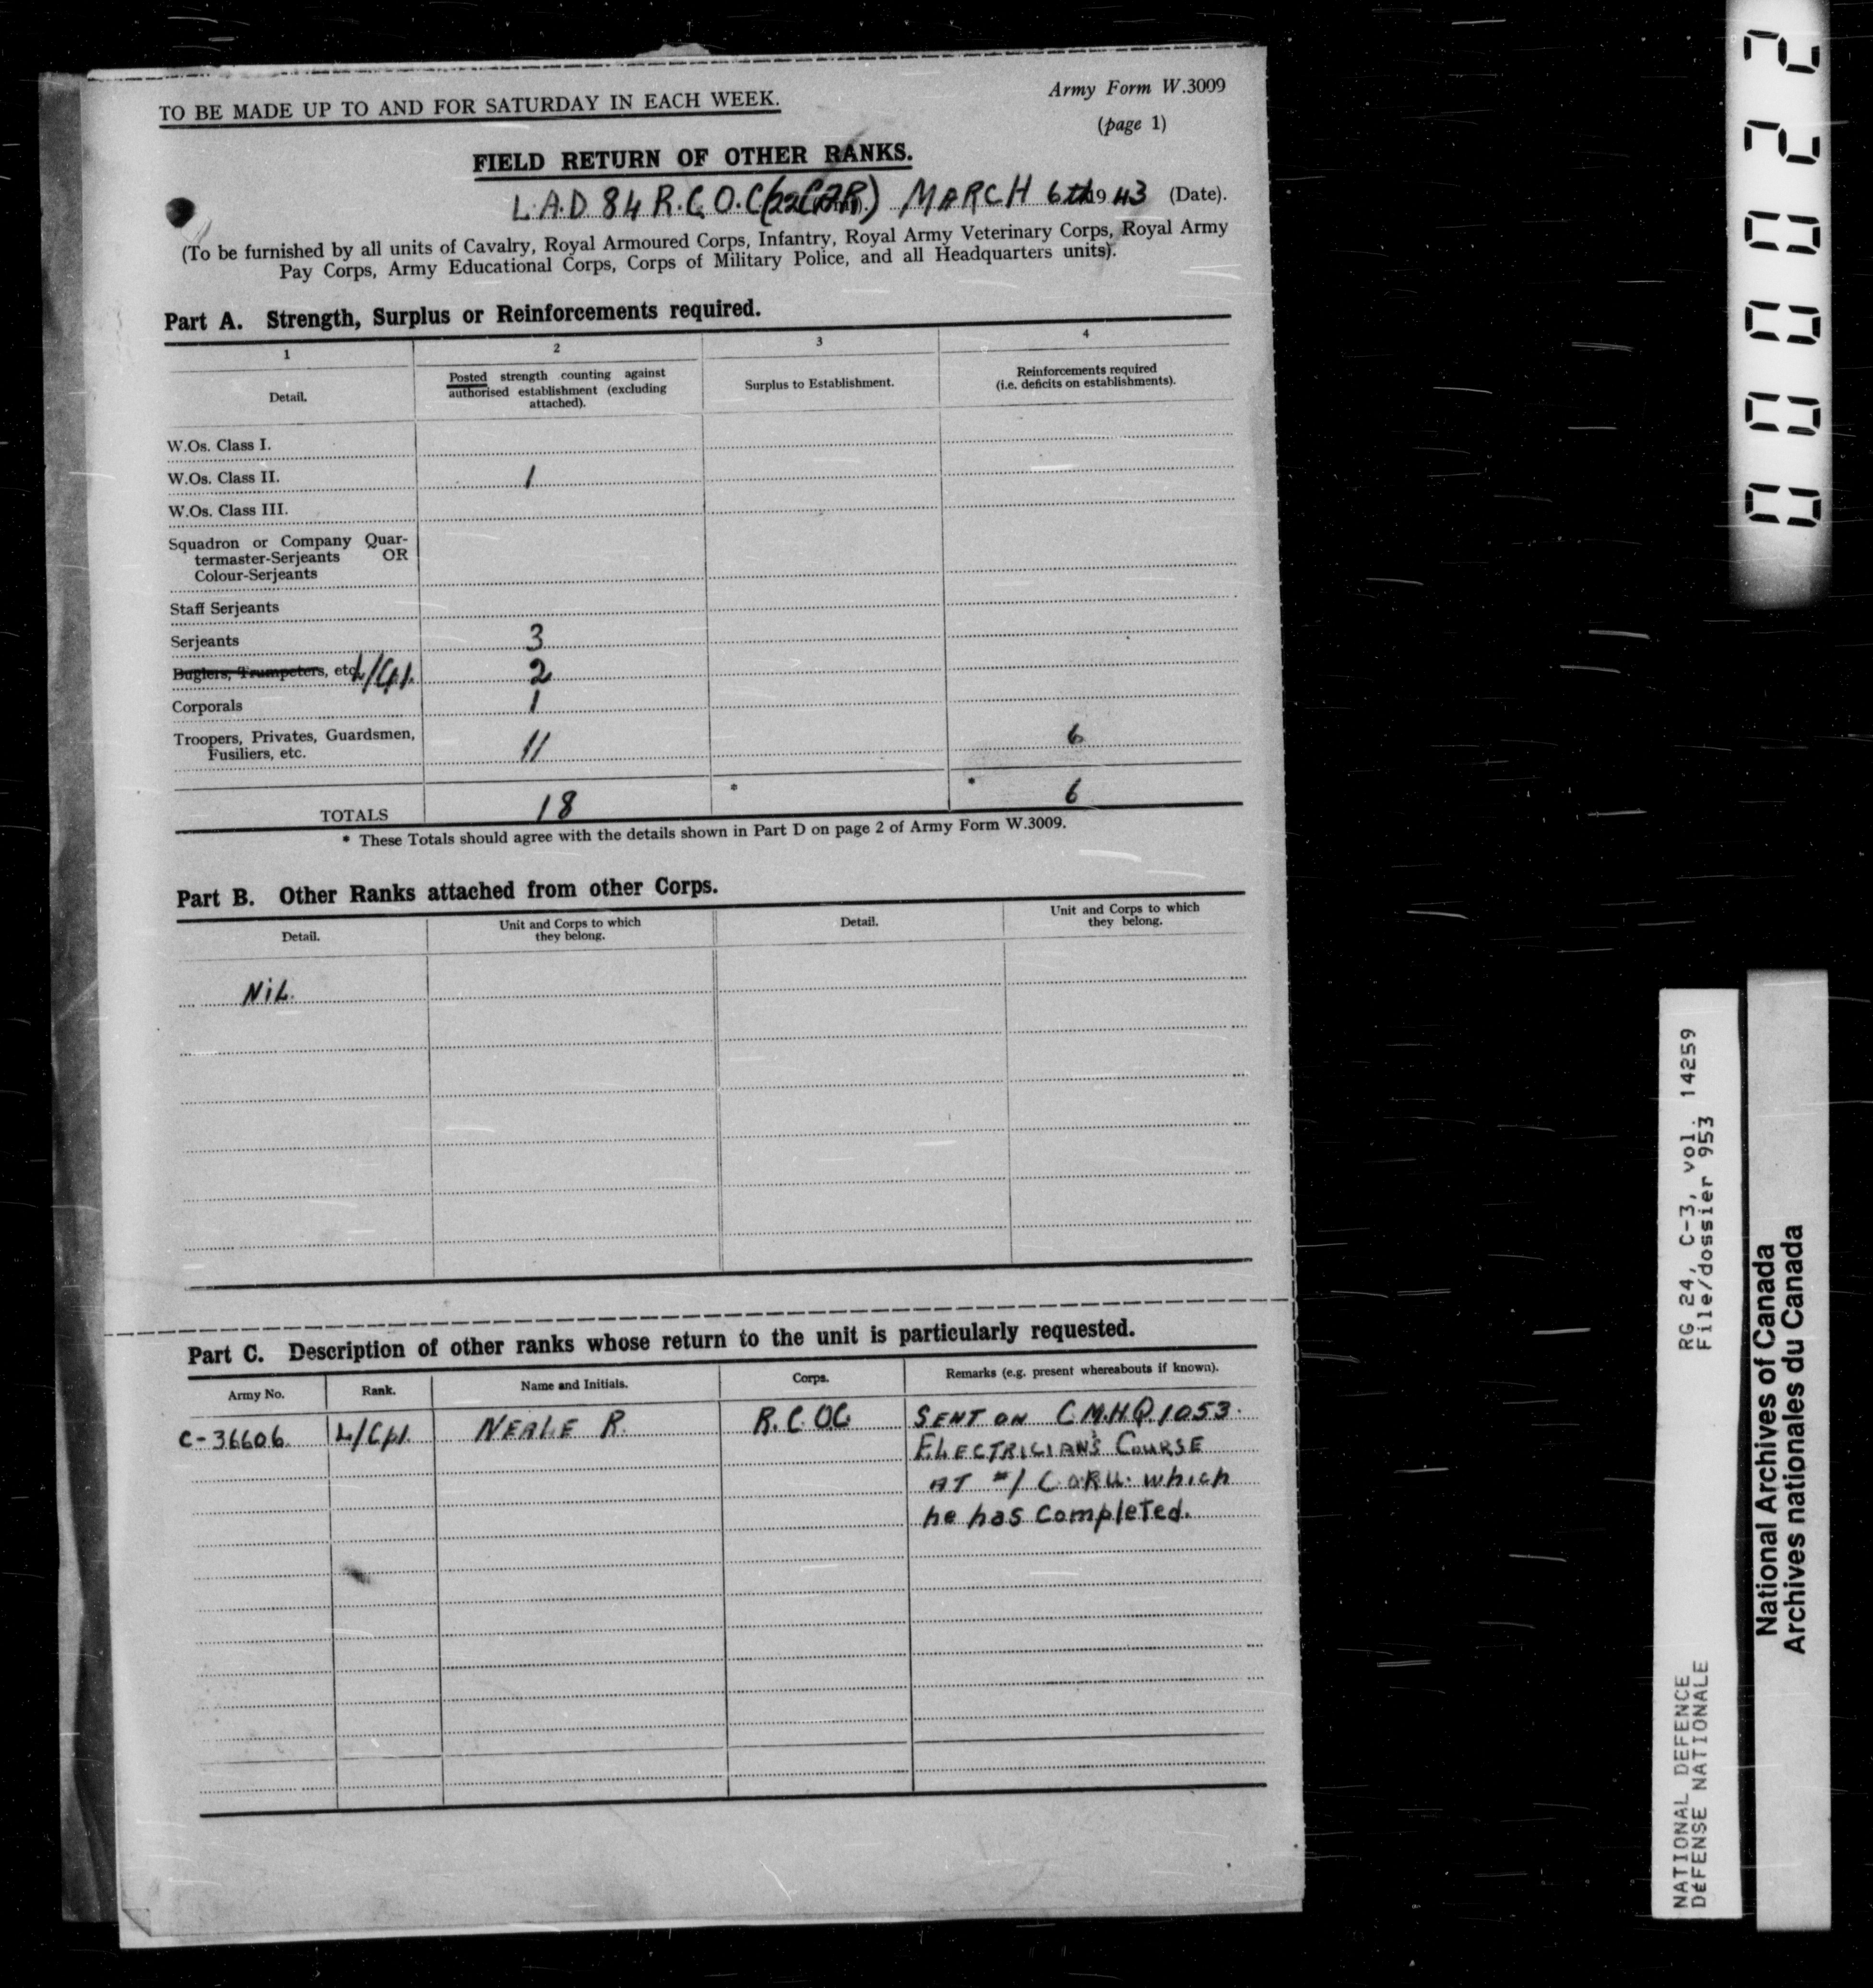 TO BE MADE UP TO AND FOR SATURDAY IN EACH WEEK.
Army Form W.3009
(page 1)
FIELD RETURN OF OTHER RANKS.
L.A.D. 84 R.C.O.C. (22 CAR) MARCH 6th 1943 (Date).
(To be furnished by all units of Cavalry, Royal Armoured Corps, Infantry, Royal Army Veterinary Corps, Royal Army
Pay Corps, Army Educational Corps, Corps of Military Police, and all Headquarters units).
Part A. Strength, Surplus or Reinforcements required.
1 2 3 4
Detail.
Posted strength counting against
authorised establishment (excluding
attached).
Surplus to Establishment.
Reinforcements required
(i.e. deficits on establishments).
W.Os. Class I.
W.Os. Class II. 1
W.Os. Class III.
Squadron or Company Quar-
termaster-Serjeants OR
Colour-Serjeants
Staff Serjeants
Serjeants 3
Buglers, Trumpeters, etc. L/Cpl. 2
Corporals 1
Troopers, Privates, Guardsmen,
Fusiliers, etc. 11 6
TOTALS 18 * * 6
* These Totals should agree with the details shown in Part D on page 2 of Army Form W.3009.
Part B. Other Ranks attached from other Corps.
Detail.
Unit and Corps to which
they belong.
Detail.
Unit and Corps to which
they belong.
NiL.
Part C. Description of other ranks whose return to the unit is particularly requested.
Army No. Rank. Name and Initials. Corps. Remarks (e.g. present whereabouts if known).
C-36606 L/Cpl. NEALE R. R.C.OC. SENT ON C.M.H.Q. 1053.
ELECTRICIAN'S COURSE
AT #1 C.O.R.U. which
he has completed.
0000022
RG 24, C-3, vol. 14259
File/dossier 953
NATIONAL DEFENCE
DÉFENSE NATIONALE
National Archives of Canada
Archives nationales du Canada